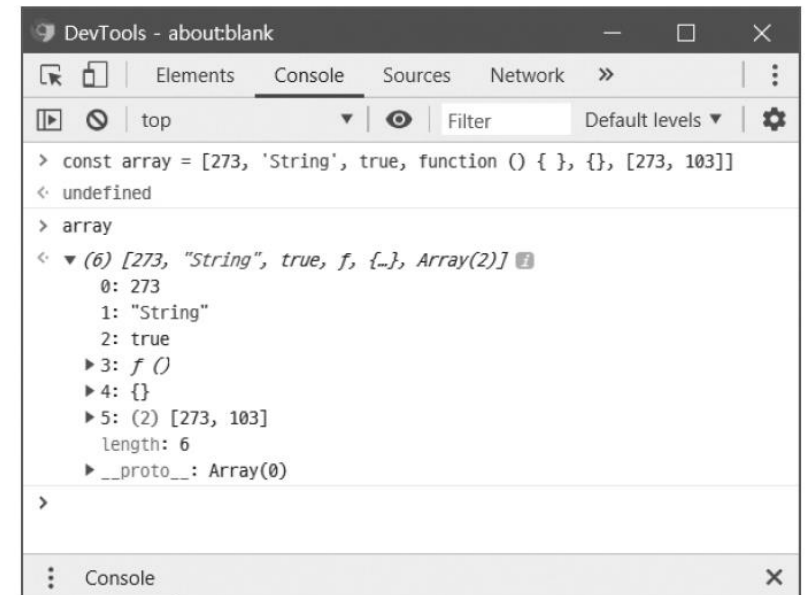 DevTools - about:blank
Elements Console Sources Network »
top ▼ Filter Default levels ▼
> const array = [273, 'String', true, function () { }, {}, [273, 103]]
undefined
> array
▼ (6) [273, "String", true, ƒ, {…}, Array(2)] i
0: 273
1: "String"
2: true
▶ 3: ƒ ()
▶ 4: {}
▶ 5: (2) [273, 103]
length: 6
▶ __proto__: Array(0)
>
Console